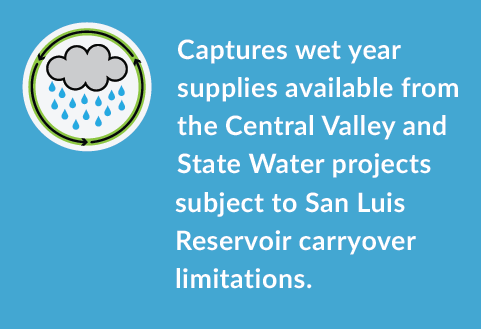 Captures wet year
supplies available from
the Central Valley and
State Water projects
subject to San Luis
Reservoir carryover
limitations.